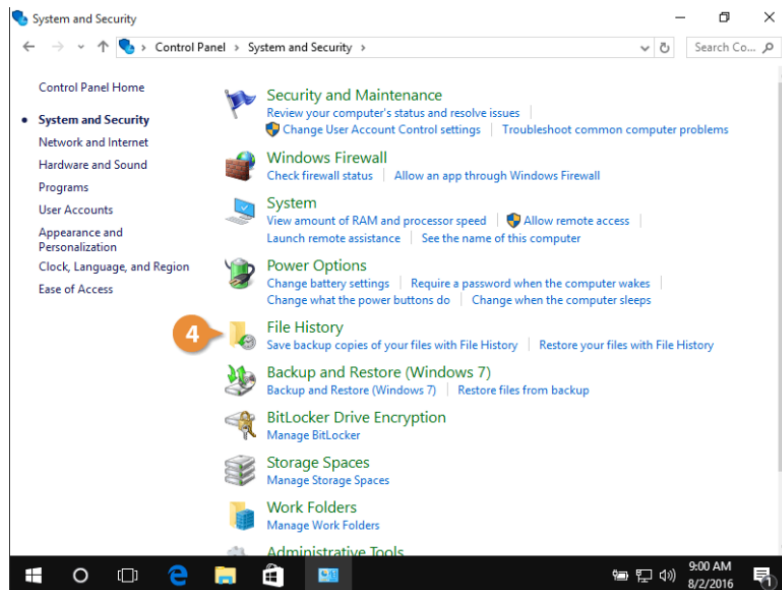 System and Security
Control Panel > System and Security >
Search Co...
Control Panel Home
System and Security
Network and Internet
Hardware and Sound
Programs
User Accounts
Appearance and
Personalization
Clock, Language, and Region
Ease of Access
Security and Maintenance
Review your computer's status and resolve issues
Change User Account Control settings | Troubleshoot common computer problems
Windows Firewall
Check firewall status | Allow an app through Windows Firewall
System
View amount of RAM and processor speed | Allow remote access
Launch remote assistance | See the name of this computer
Power Options
Change battery settings | Require a password when the computer wakes
Change what the power buttons do | Change when the computer sleeps
4
File History
Save backup copies of your files with File History | Restore your files with File History
Backup and Restore (Windows 7)
Backup and Restore (Windows 7) | Restore files from backup
BitLocker Drive Encryption
Manage BitLocker
Storage Spaces
Manage Storage Spaces
Work Folders
Manage Work Folders
Administrative Tools
9:00 AM
8/2/2016
1